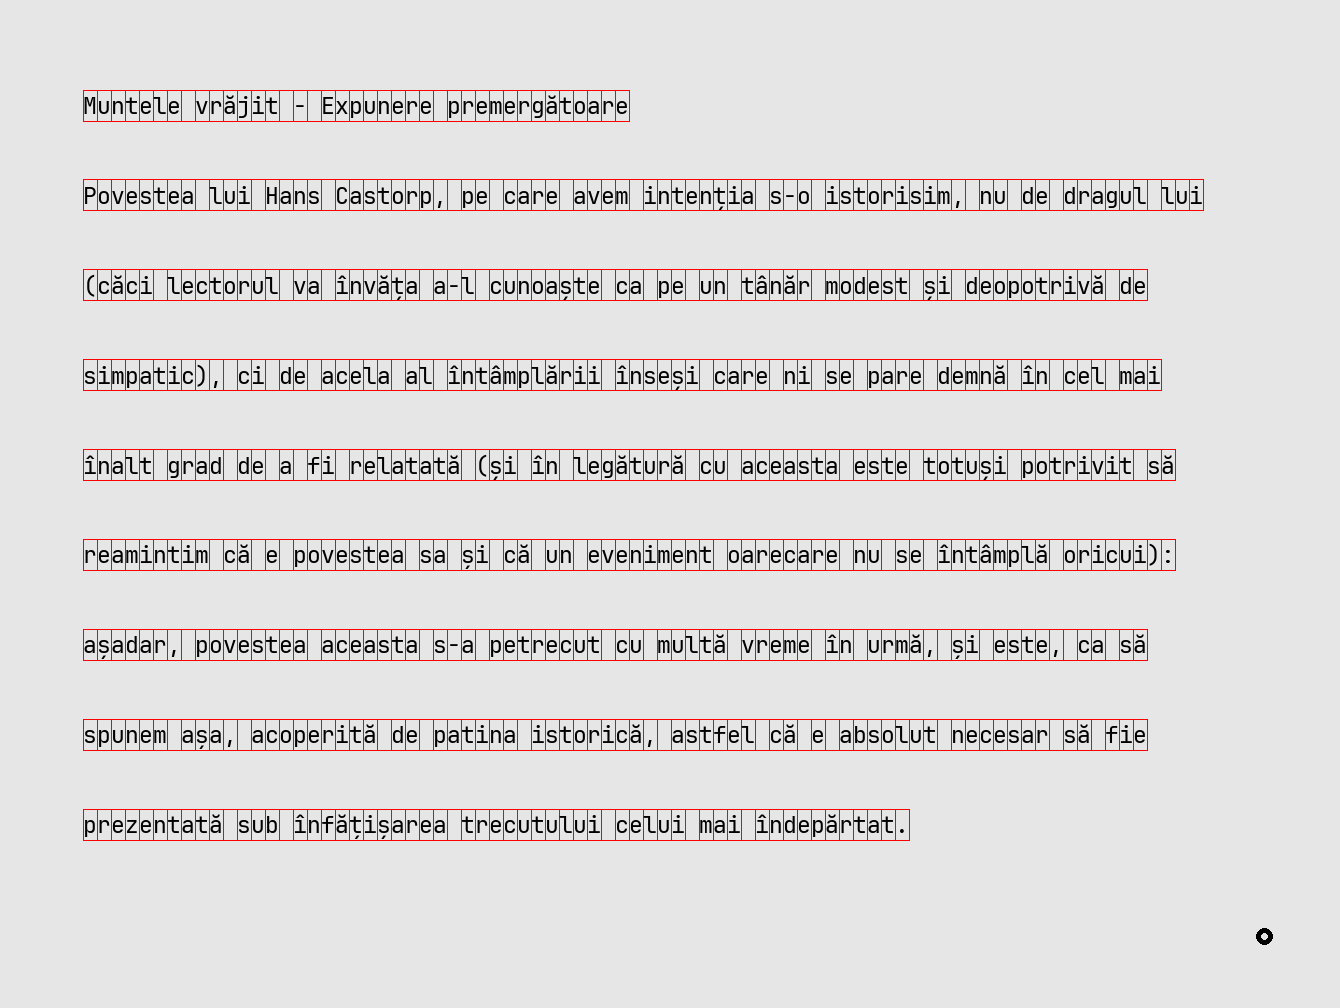 Muntele vrăjit - Expunere premergătoare
Povestea lui Hans Castorp, pe care avem intenția s-o istorisim, nu de dragul lui
(căci lectorul va învăța a-l cunoaște ca pe un tânăr modest și deopotrivă de
simpatic), ci de acela al întâmplării înseși care ni se pare demnă în cel mai
înalt grad de a fi relatată (și în legătură cu aceasta este totuși potrivit să
reamintim că e povestea sa și că un eveniment oarecare nu se întâmplă oricui):
așadar, povestea aceasta s-a petrecut cu multă vreme în urmă, și este, ca să
spunem așa, acoperită de patina istorică, astfel că e absolut necesar să fie
prezentată sub înfățișarea trecutului celui mai îndepărtat.